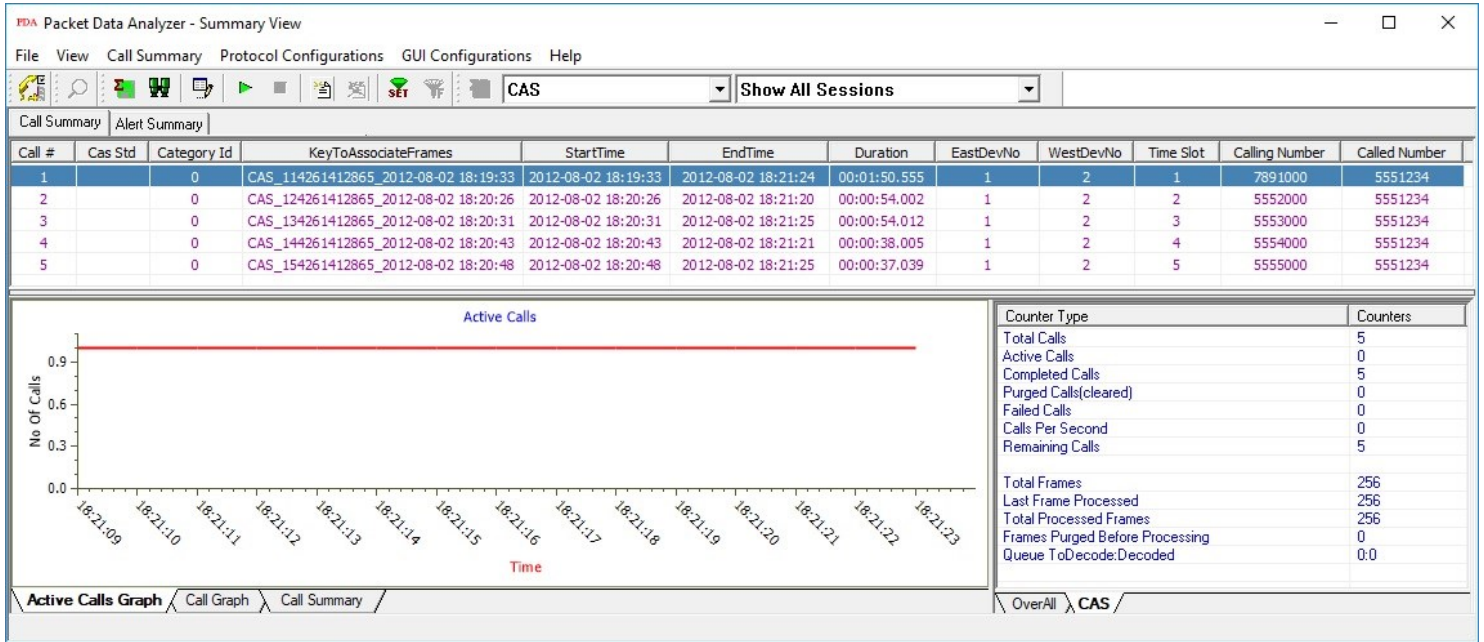 PDA Packet Data Analyzer - Summary View
File View Call Summary Protocol Configurations GUI Configurations Help
SET CAS Show All Sessions
Call Summary Alert Summary
Call # Cas Std Category Id KeyToAssociateFrames StartTime EndTime Duration EastDevNo WestDevNo Time Slot Calling Number Called Number
1 0 CAS_114261412865_2012-08-02 18:19:33 2012-08-02 18:19:33 2012-08-02 18:21:24 00:01:50.555 1 2 1 7891000 5551234
2 0 CAS_124261412865_2012-08-02 18:20:26 2012-08-02 18:20:26 2012-08-02 18:21:20 00:00:54.002 1 2 2 5552000 5551234
3 0 CAS_134261412865_2012-08-02 18:20:31 2012-08-02 18:20:31 2012-08-02 18:21:25 00:00:54.012 1 2 3 5553000 5551234
4 0 CAS_144261412865_2012-08-02 18:20:43 2012-08-02 18:20:43 2012-08-02 18:21:21 00:00:38.005 1 2 4 5554000 5551234
5 0 CAS_154261412865_2012-08-02 18:20:48 2012-08-02 18:20:48 2012-08-02 18:21:25 00:00:37.039 1 2 5 5555000 5551234
Active Calls
No Of Calls
0.9
0.6
0.3
0.0
18:21:09 18:21:10 18:21:11 18:21:12 18:21:13 18:21:14 18:21:15 18:21:16 18:21:17 18:21:18 18:21:19 18:21:20 18:21:21 18:21:22 18:21:23
Time
Active Calls Graph Call Graph Call Summary
Counter Type Counters
Total Calls 5
Active Calls 0
Completed Calls 5
Purged Calls(cleared) 0
Failed Calls 0
Calls Per Second 0
Remaining Calls 5
Total Frames 256
Last Frame Processed 256
Total Processed Frames 256
Frames Purged Before Processing 0
Queue ToDecode:Decoded 0:0
OverAll CAS